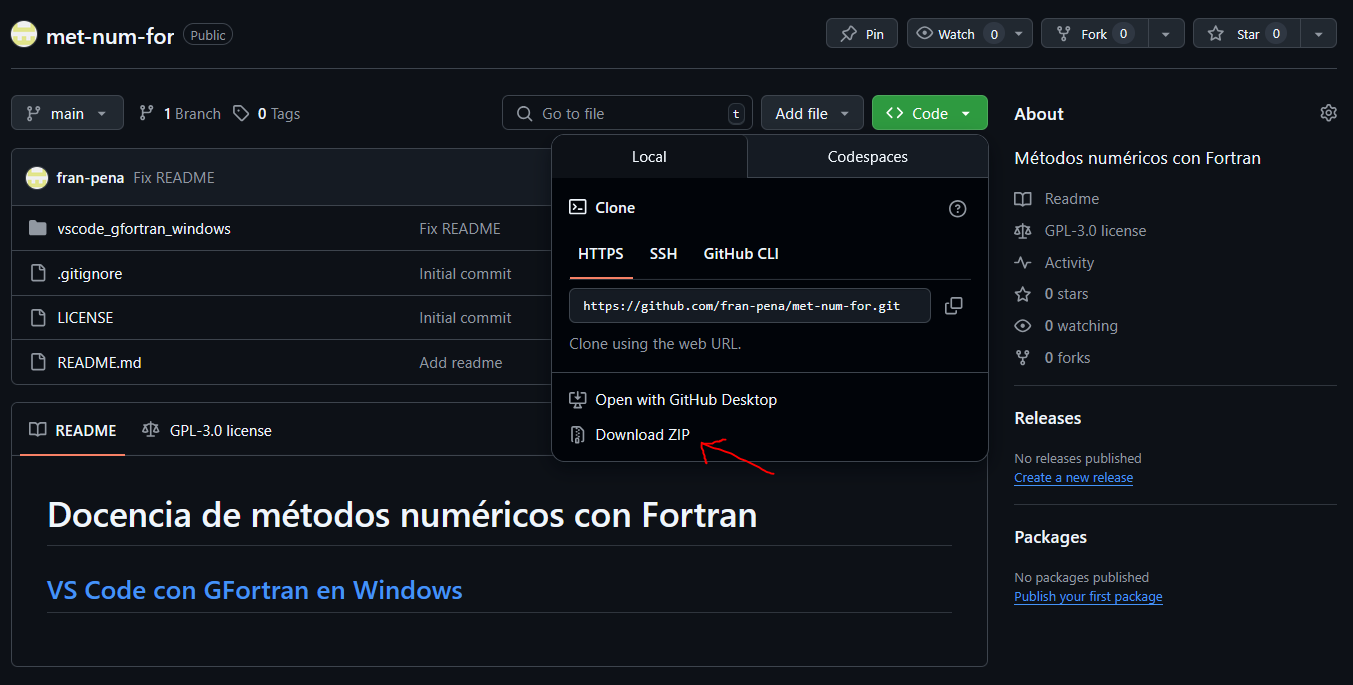 met-num-for Public
Pin
Watch 0
Fork 0
Star 0
main
1 Branch
0 Tags
Go to file t
Add file
Code
Local
Codespaces
Clone
HTTPS SSH GitHub CLI
https://github.com/fran-pena/met-num-for.git
Clone using the web URL.
Open with GitHub Desktop
Download ZIP
fran-pena Fix README
vscode_gfortran_windows Fix README
.gitignore Initial commit
LICENSE Initial commit
README.md Add readme
README
GPL-3.0 license
Docencia de métodos numéricos con Fortran
VS Code con GFortran en Windows
About
Métodos numéricos con Fortran
Readme
GPL-3.0 license
Activity
0 stars
0 watching
0 forks
Releases
No releases published
Create a new release
Packages
No packages published
Publish your first package